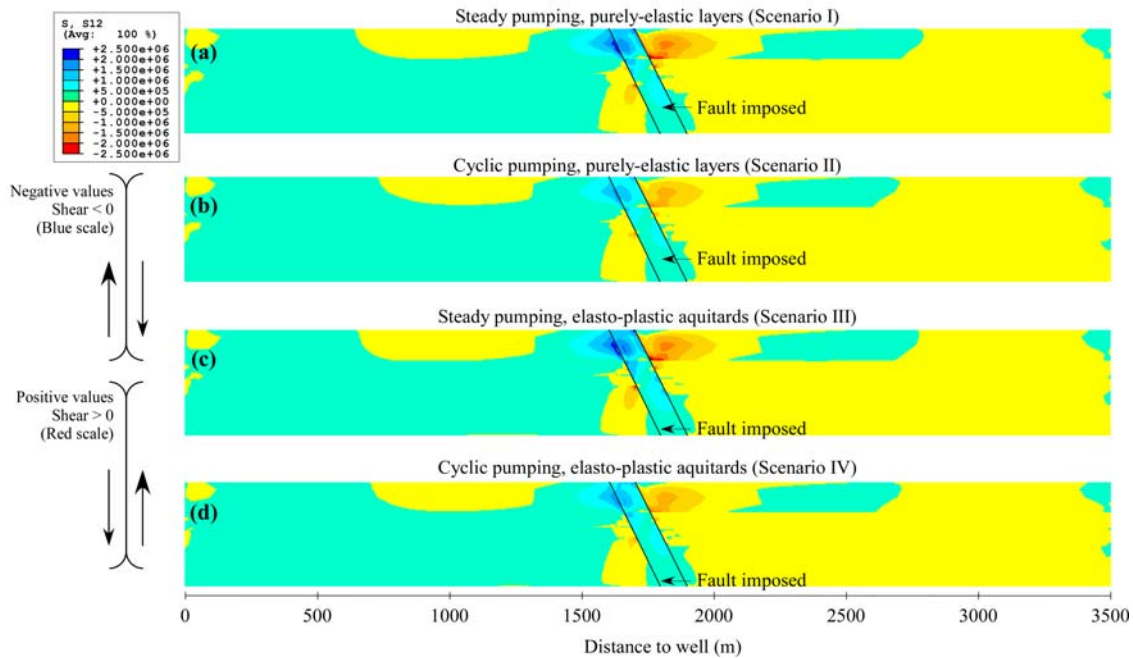 Steady pumping, purely-elastic layers (Scenario I)
S, S12
(Avg: 100 %)
+2.500e+06
+2.000e+06
+1.500e+06
+1.000e+06
+5.000e+05
+0.000e+00
-5.000e+05
-1.000e+06
-1.500e+06
-2.000e+06
-2.500e+06
(a)
Fault imposed
Cyclic pumping, purely-elastic layers (Scenario II)
Negative values
Shear < 0
(Blue scale)
(b)
Fault imposed
Steady pumping, elasto-plastic aquitards (Scenario III)
(c)
Positive values
Shear > 0
(Red scale)
Fault imposed
Cyclic pumping, elasto-plastic aquitards (Scenario IV)
(d)
Fault imposed
0 500 1000 1500 2000 2500 3000 3500
Distance to well (m)